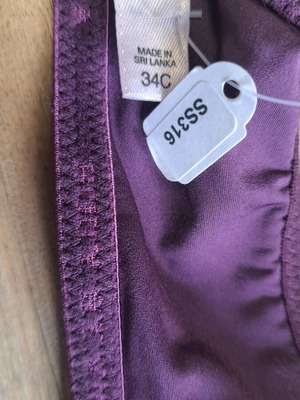 MADE IN
SRI LANKA
34C
SS316